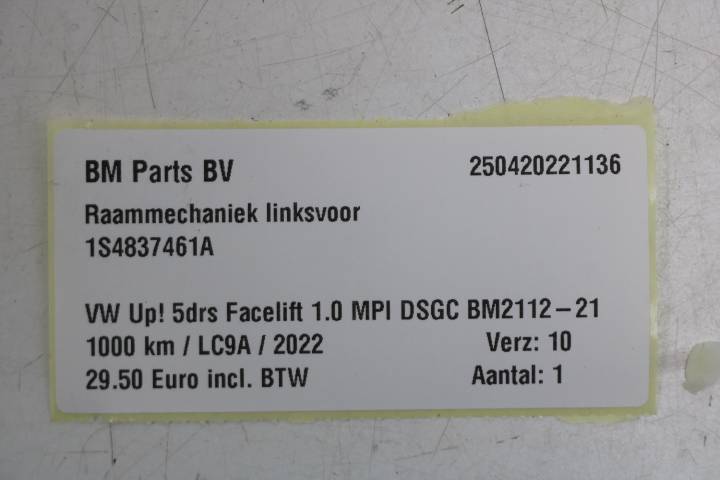 BM Parts BV 250420221136
Raammechaniek linksvoor
1S4837461A
VW Up! 5drs Facelift 1.0 MPI DSGC BM2112-21
1000 km / LC9A / 2022 Verz: 10
29.50 Euro incl. BTW Aantal: 1